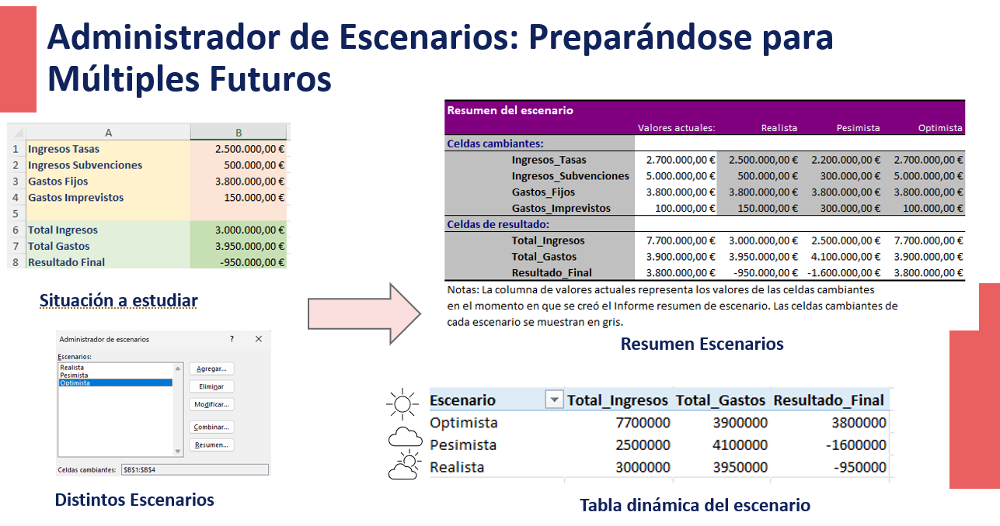 Administrador de Escenarios: Preparándose para
Múltiples Futuros
A B
1 Ingresos Tasas 2.500.000,00 €
2 Ingresos Subvenciones 500.000,00 €
3 Gastos Fijos 3.800.000,00 €
4 Gastos Imprevistos 150.000,00 €
5
6 Total Ingresos 3.000.000,00 €
7 Total Gastos 3.950.000,00 €
8 Resultado Final -950.000,00 €
Situación a estudiar
Administrador de escenarios ? ×
Escenarios:
Realista
Pesimista
Optimista
Agregar...
Eliminar
Modificar...
Combinar...
Resumen...
Celdas cambiantes: $B$1:$B$4
Distintos Escenarios
Resumen del escenario
Valores actuales: Realista Pesimista Optimista
Celdas cambiantes:
Ingresos_Tasas 2.700.000,00 € 2.500.000,00 € 2.200.000,00 € 2.700.000,00 €
Ingresos_Subvenciones 5.000.000,00 € 500.000,00 € 300.000,00 € 5.000.000,00 €
Gastos_Fijos 3.800.000,00 € 3.800.000,00 € 3.800.000,00 € 3.800.000,00 €
Gastos_Imprevistos 100.000,00 € 150.000,00 € 300.000,00 € 100.000,00 €
Celdas de resultado:
Total_Ingresos 7.700.000,00 € 3.000.000,00 € 2.500.000,00 € 7.700.000,00 €
Total_Gastos 3.900.000,00 € 3.950.000,00 € 4.100.000,00 € 3.900.000,00 €
Resultado_Final 3.800.000,00 € -950.000,00 € -1.600.000,00 € 3.800.000,00 €
Notas: La columna de valores actuales representa los valores de las celdas cambiantes
en el momento en que se creó el Informe resumen de escenario. Las celdas cambiantes de
cada escenario se muestran en gris.
Resumen Escenarios
Escenario Total_Ingresos Total_Gastos Resultado_Final
Optimista 7700000 3900000 3800000
Pesimista 2500000 4100000 -1600000
Realista 3000000 3950000 -950000
Tabla dinámica del escenario